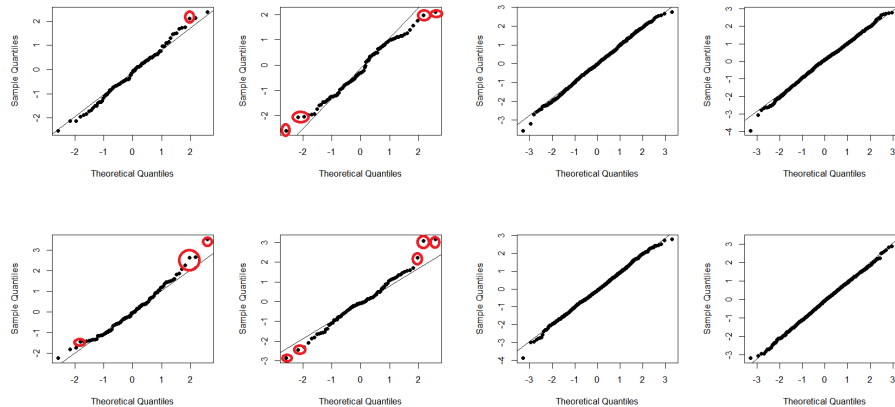 Sample Quantiles
-2 -1 0 1 2
-2 -1 0 1 2
Theoretical Quantiles
Sample Quantiles
-2 -1 0 1 2
-2 -1 0 1 2
Theoretical Quantiles
Sample Quantiles
-3 -2 -1 0 1 2 3
-3 -2 -1 0 1 2 3
Theoretical Quantiles
Sample Quantiles
-4 -3 -2 -1 0 1 2 3
-3 -2 -1 0 1 2 3
Theoretical Quantiles
Sample Quantiles
-2 -1 0 1 2 3
-2 -1 0 1 2
Theoretical Quantiles
Sample Quantiles
-3 -2 -1 0 1 2 3
-2 -1 0 1 2
Theoretical Quantiles
Sample Quantiles
-4 -3 -2 -1 0 1 2 3
-3 -2 -1 0 1 2 3
Theoretical Quantiles
Sample Quantiles
-3 -2 -1 0 1 2 3
-3 -2 -1 0 1 2 3
Theoretical Quantiles